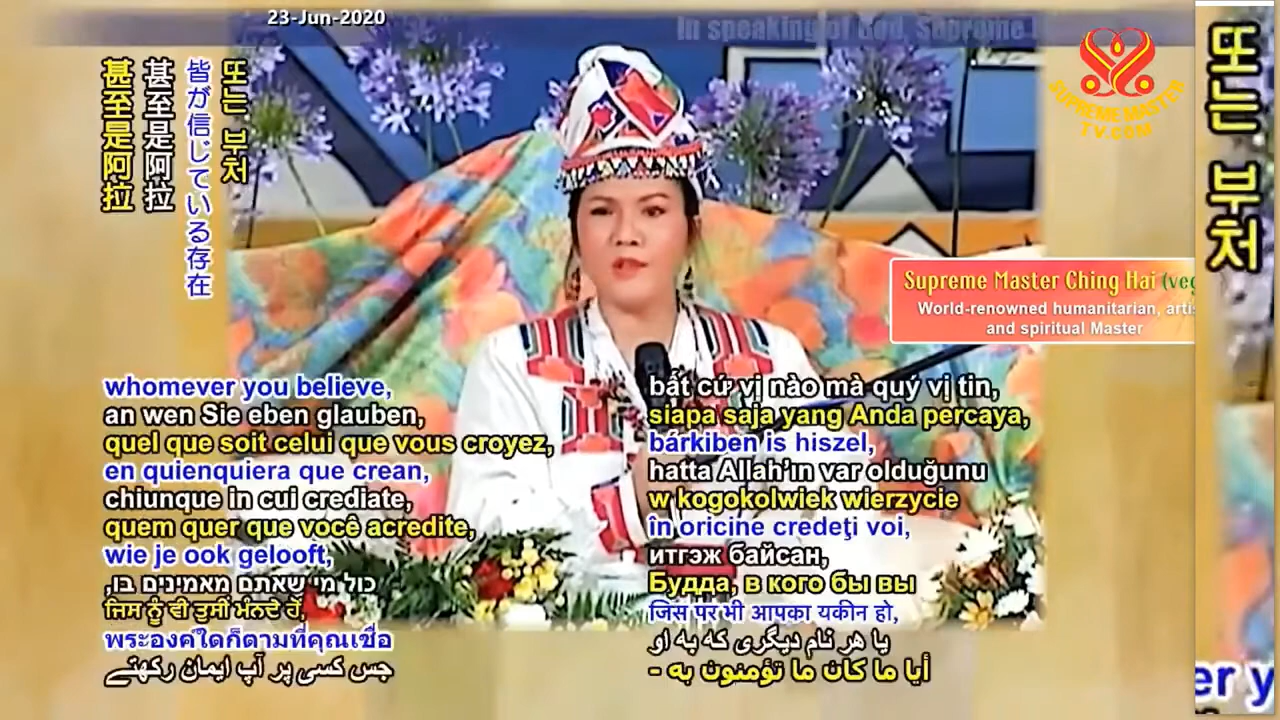 23-Jun-2020
In speaking of God, Supreme
SUPREME MASTER
TV.COM
또는 부처
皆が信じている存在
甚至是阿拉
甚至是阿拉
또는 부처
Supreme Master Ching Hai (veg
World-renowned humanitarian, artis
and spiritual Master
whomever you believe,
an wen Sie eben glauben,
quel que soit celui que vous croyez,
en quienquiera que crean,
chiunque in cui crediate,
quem quer que você acredite,
wie je ook gelooft,
כול מי שאתם מאמינים בו,
ਜਿਸ ਨੂੰ ਵੀ ਤੁਸੀਂ ਮੰਨਦੇ ਹੋਂ,
พระองค์ใดก็ตามที่คุณเชื่อ
جس کسی پر آپ ایمان رکھتے
bất cứ vị nào mà quý vị tin,
siapa saja yang Anda percaya,
bárkiben is hiszel,
hatta Allah'ın var olduğunu
w kogokolwiek wierzycie
în oricine credeţi voi,
итгэж байсан,
Будда, в кого бы вы
जिस पर भी आपका यकीन हो,
یا هر نام دیگری که به او
أيا ما كان ما تؤمنون به -
er y